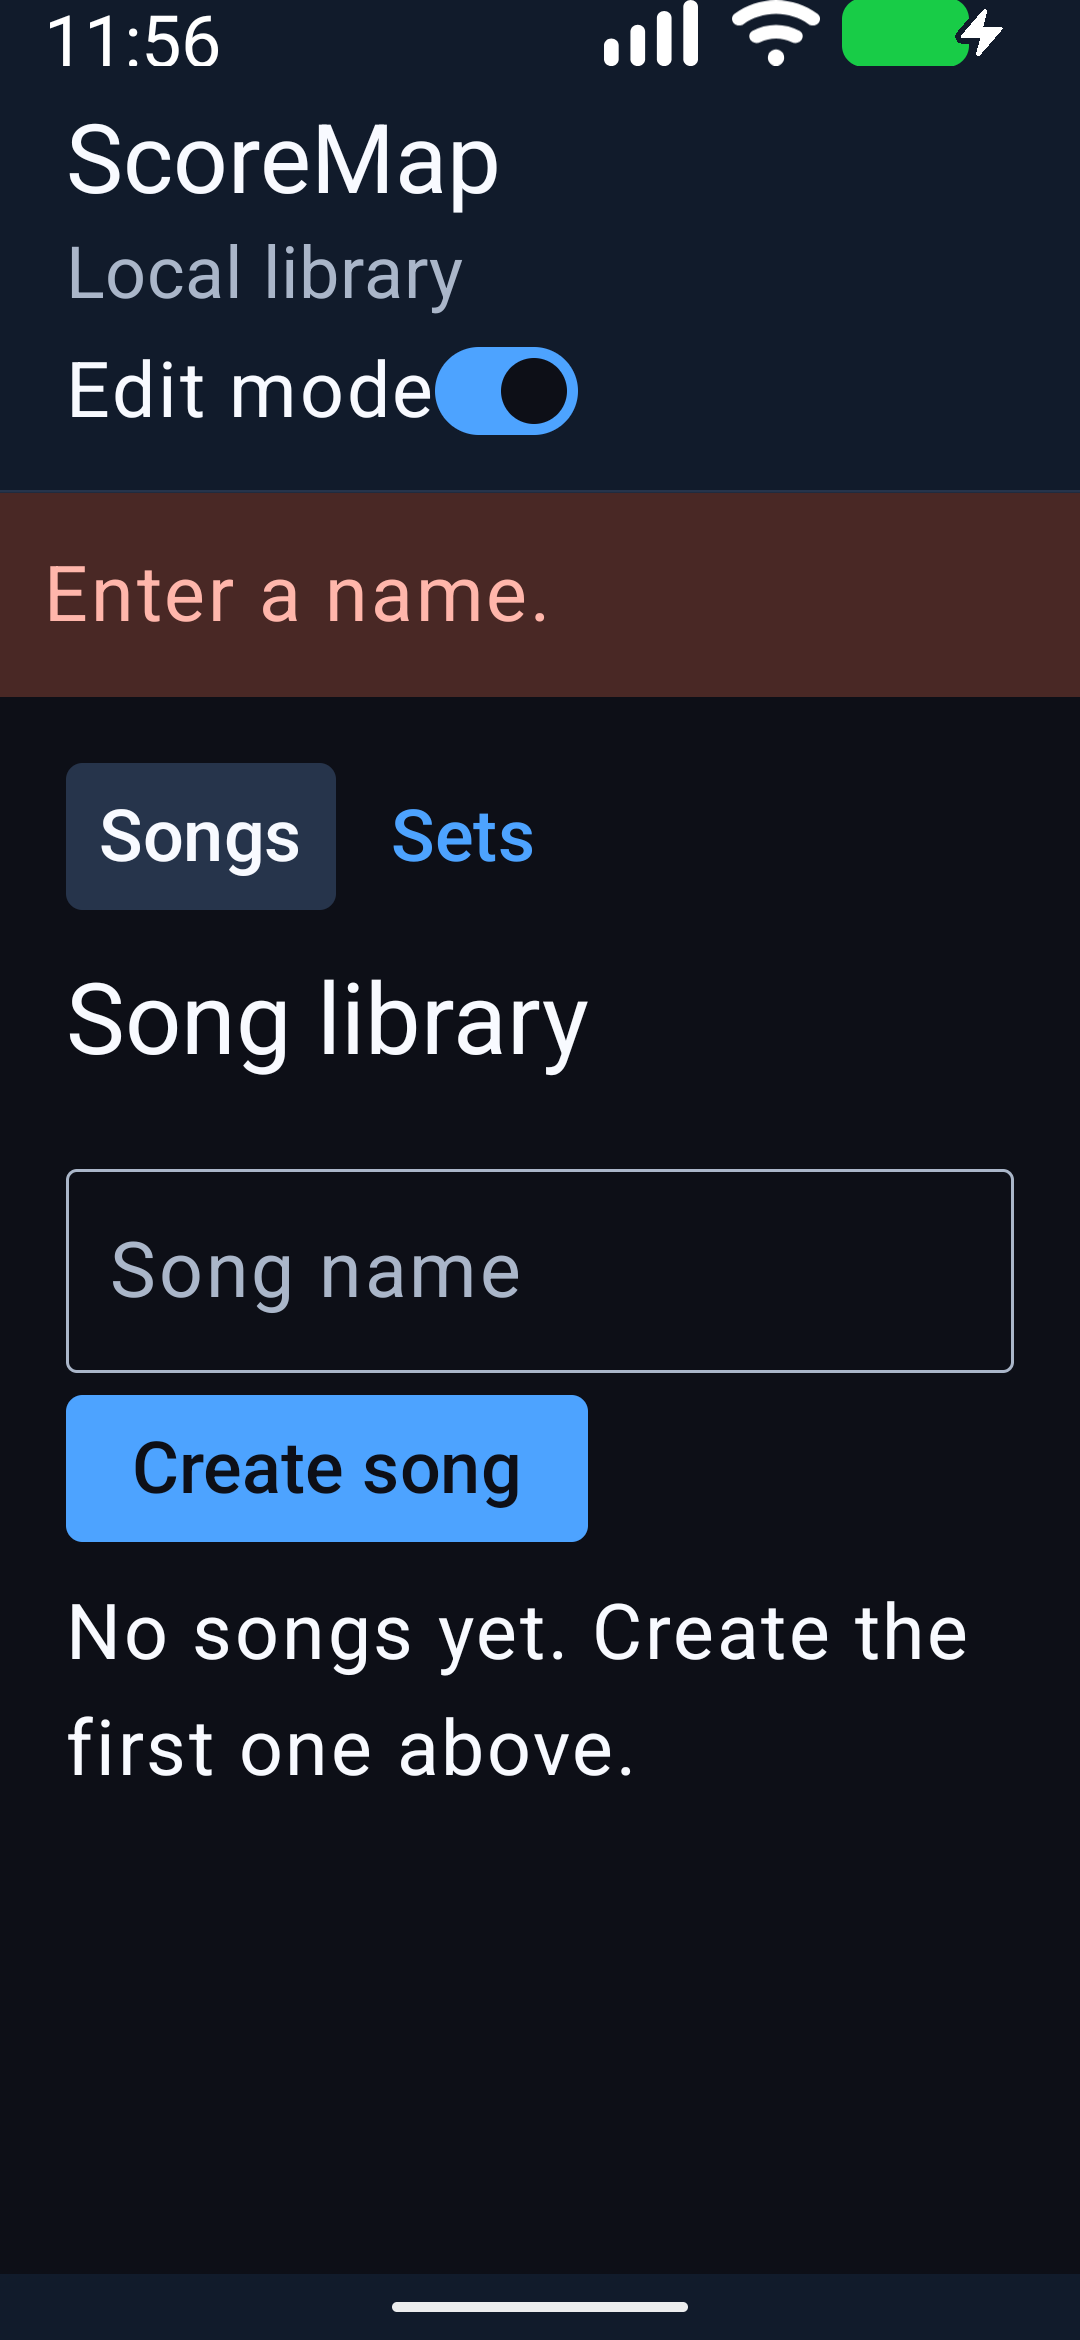 11:56
ScoreMap
Local library
Edit mode
Enter a name.
Songs Sets
Song library
Song name
Create song
No songs yet. Create the
first one above.